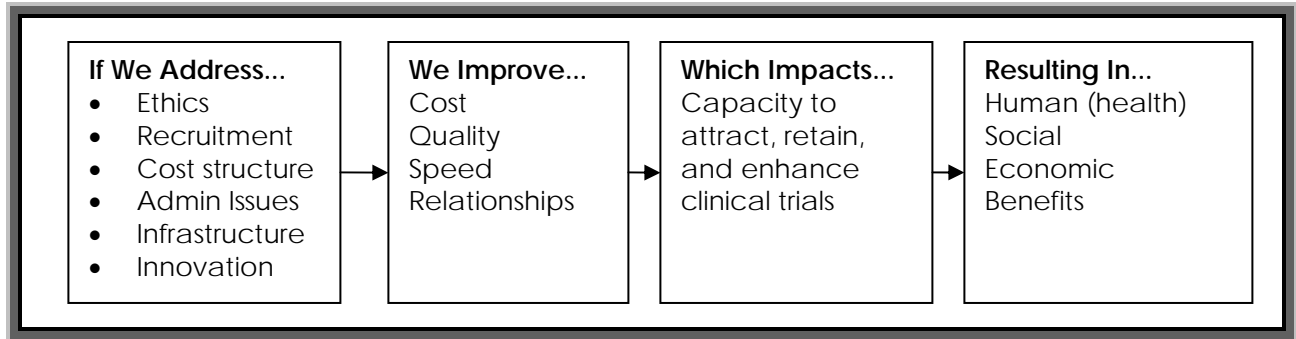 If We Address...
• Ethics
• Recruitment
• Cost structure
• Admin Issues
• Infrastructure
• Innovation
We Improve...
Cost
Quality
Speed
Relationships
Which Impacts...
Capacity to
attract, retain,
and enhance
clinical trials
Resulting In...
Human (health)
Social
Economic
Benefits